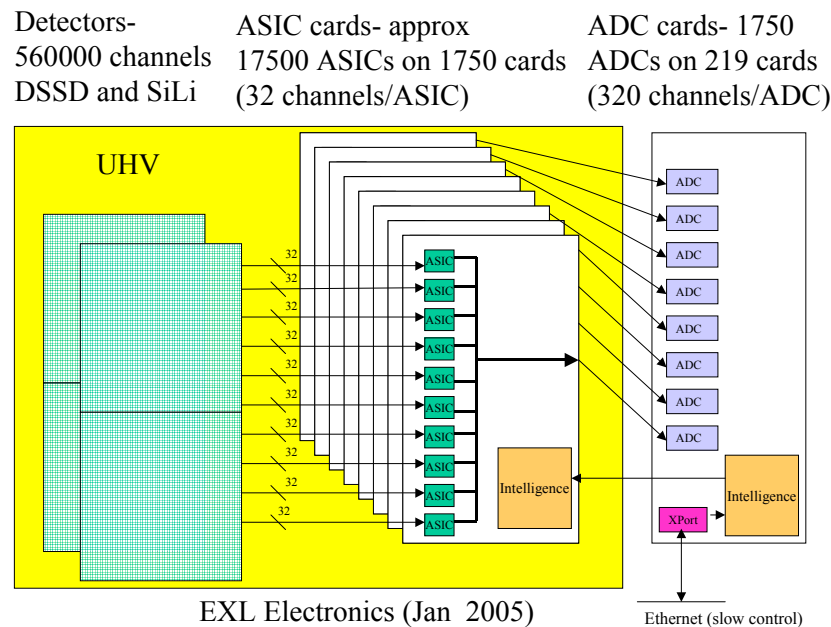 Detectors-
560000 channels
DSSD and SiLi
ASIC cards- approx
17500 ASICs on 1750 cards
(32 channels/ASIC)
ADC cards- 1750
ADCs on 219 cards
(320 channels/ADC)
UHV
32
32
32
32
32
32
32
32
32
32
ASIC
ASIC
ASIC
ASIC
ASIC
ASIC
ASIC
ASIC
ASIC
ASIC
Intelligence
ADC
ADC
ADC
ADC
ADC
ADC
ADC
ADC
Intelligence
XPort
EXL Electronics (Jan 2005)
Ethernet (slow control)